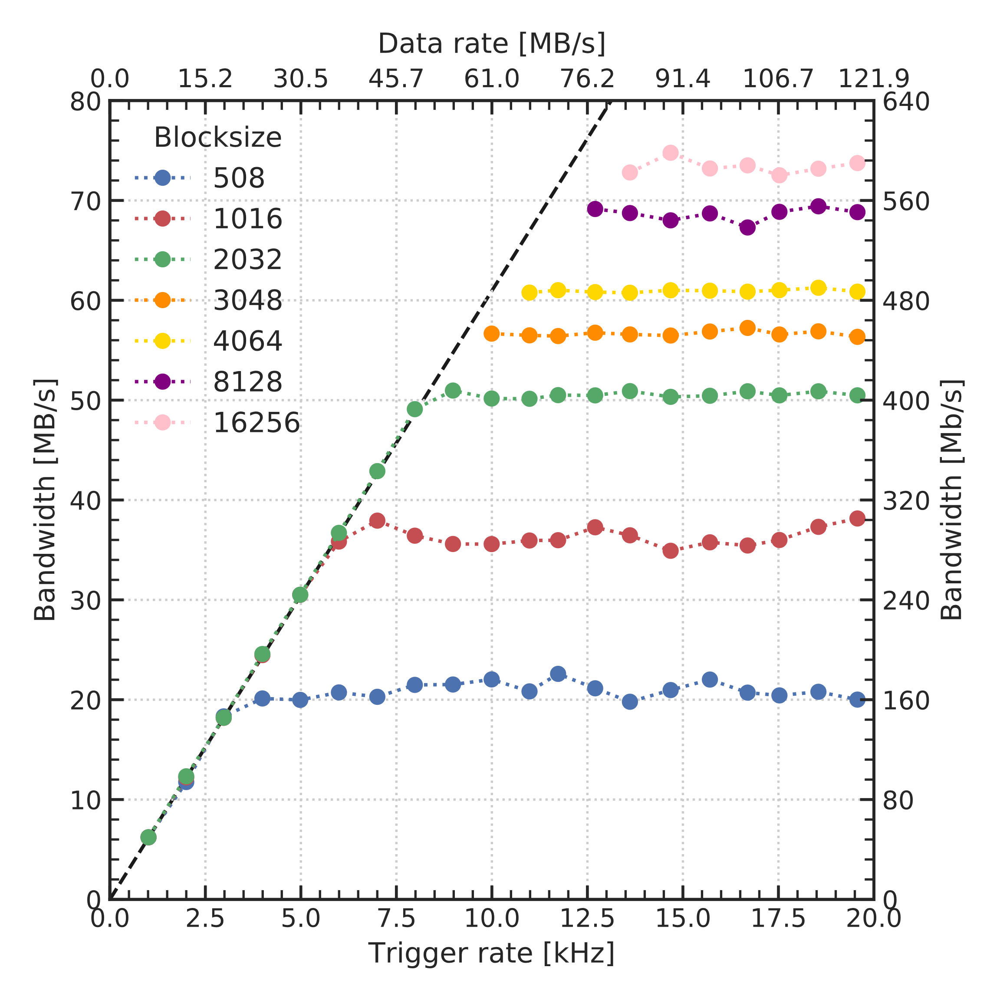 Data rate [MB/s]
0.0 15.2 30.5 45.7 61.0 76.2 91.4 106.7 121.9
80 640
Blocksize
508
70 560
1016
2032
60 3048 480
4064
8128
50 400
16256
Bandwidth [MB/s]
Bandwidth [Mb/s]
40 320
30 240
20 160
10 80
0 0
0.0 2.5 5.0 7.5 10.0 12.5 15.0 17.5 20.0
Trigger rate [kHz]